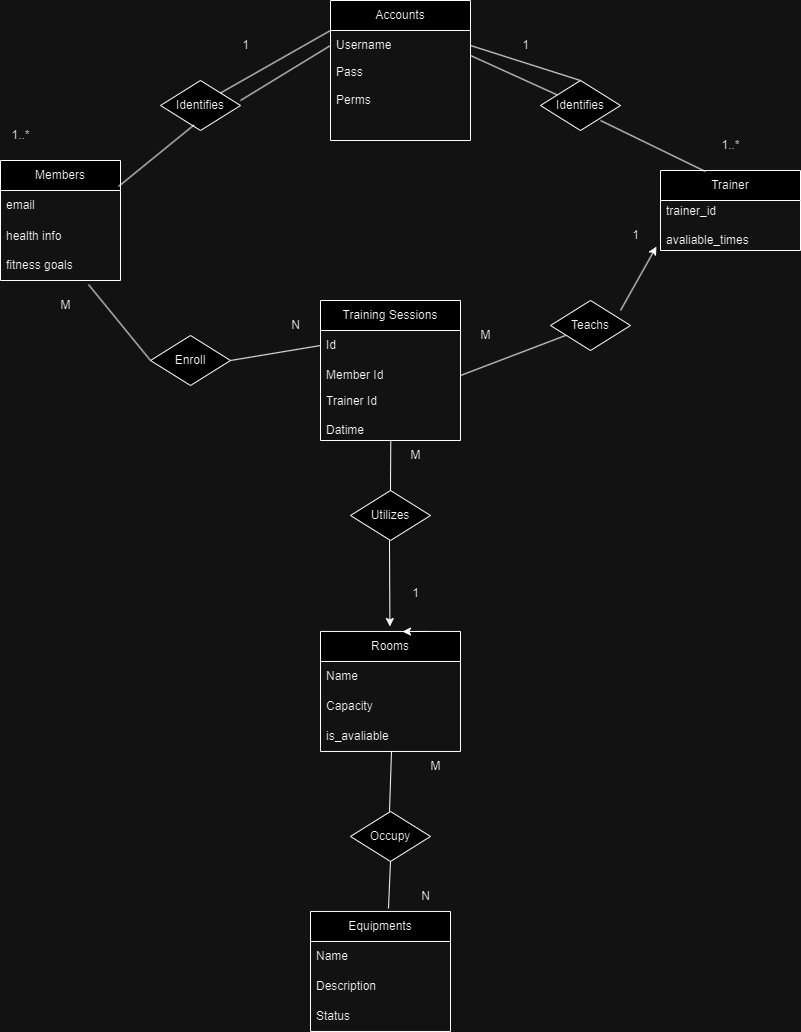 Accounts
Username
Pass
Perms
1
1
Identifies
Identifies
1..*
1..*
Members
email
health info
fitness goals
Trainer
trainer_id
avaliable_times
1
M
N
Enroll
Training Sessions
Id
Member Id
Trainer Id
Datime
M
Teachs
M
Utilizes
1
Rooms
Name
Capacity
is_avaliable
M
Occupy
N
Equipments
Name
Description
Status